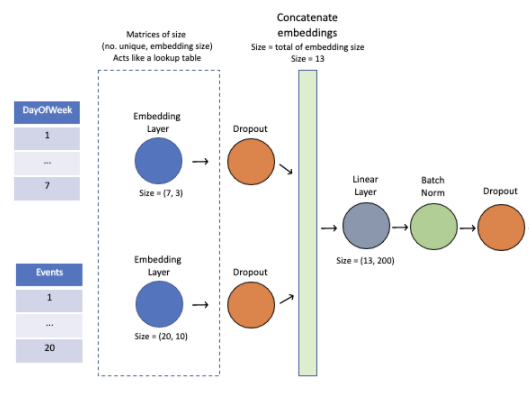 Concatenate
embeddings
Size = total of embedding size
Size = 13
Matrices of size
(no. unique, embedding size)
Acts like a lookup table
DayOfWeek
1
...
7
Embedding
Layer
Size = (7, 3)
Dropout
Linear
Layer
Size = (13, 200)
Batch
Norm
Dropout
Events
1
...
20
Embedding
Layer
Size = (20, 10)
Dropout